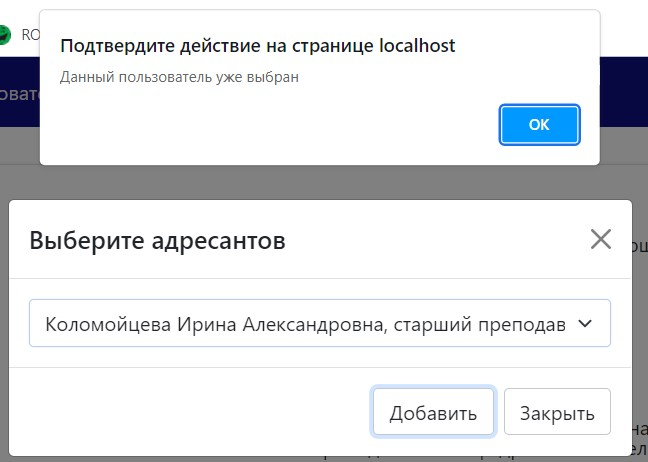 RO
Подтвердите действие на странице localhost
Данный пользователь уже выбран
OK
Выберите адресантов
Коломойцева Ирина Александровна, старший преподав
Добавить
Закрыть